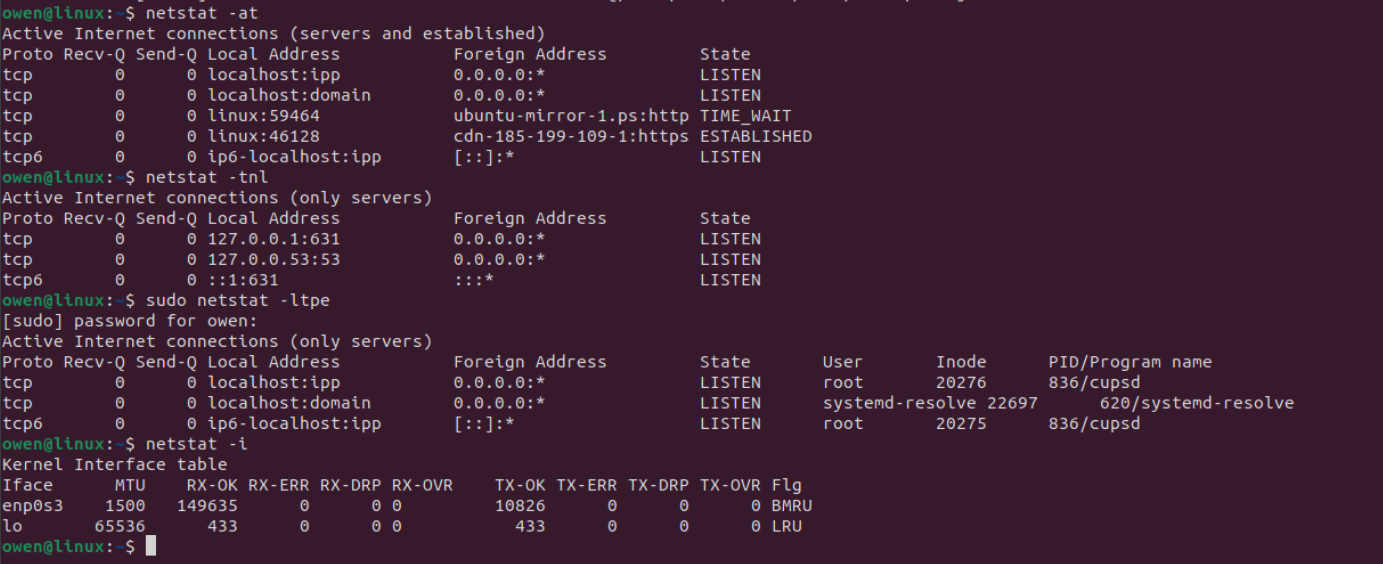 owen@linux:~$ netstat -at
Active Internet connections (servers and established)
Proto Recv-Q Send-Q Local Address           Foreign Address         State
tcp        0      0 localhost:ipp           0.0.0.0:*               LISTEN
tcp        0      0 localhost:domain        0.0.0.0:*               LISTEN
tcp        0      0 linux:59464             ubuntu-mirror-1.ps:http TIME_WAIT
tcp        0      0 linux:46128             cdn-185-199-109-1:https ESTABLISHED
tcp6       0      0 ip6-localhost:ipp       [::]:*                  LISTEN
owen@linux:~$ netstat -tnl
Active Internet connections (only servers)
Proto Recv-Q Send-Q Local Address           Foreign Address         State
tcp        0      0 127.0.0.1:631           0.0.0.0:*               LISTEN
tcp        0      0 127.0.0.53:53           0.0.0.0:*               LISTEN
tcp6       0      0 ::1:631                 :::*                    LISTEN
owen@linux:~$ sudo netstat -ltpe
[sudo] password for owen:
Active Internet connections (only servers)
Proto Recv-Q Send-Q Local Address           Foreign Address         State       User       Inode      PID/Program name
tcp        0      0 localhost:ipp           0.0.0.0:*               LISTEN      root       20276      836/cupsd
tcp        0      0 localhost:domain        0.0.0.0:*               LISTEN      systemd-resolve 22697      620/systemd-resolve
tcp6       0      0 ip6-localhost:ipp       [::]:*                  LISTEN      root       20275      836/cupsd
owen@linux:~$ netstat -i
Kernel Interface table
Iface      MTU    RX-OK RX-ERR RX-DRP RX-OVR    TX-OK TX-ERR TX-DRP TX-OVR Flg
enp0s3    1500   149635      0      0 0         10826      0      0      0 BMRU
lo       65536      433      0      0 0           433      0      0      0 LRU
owen@linux:~$